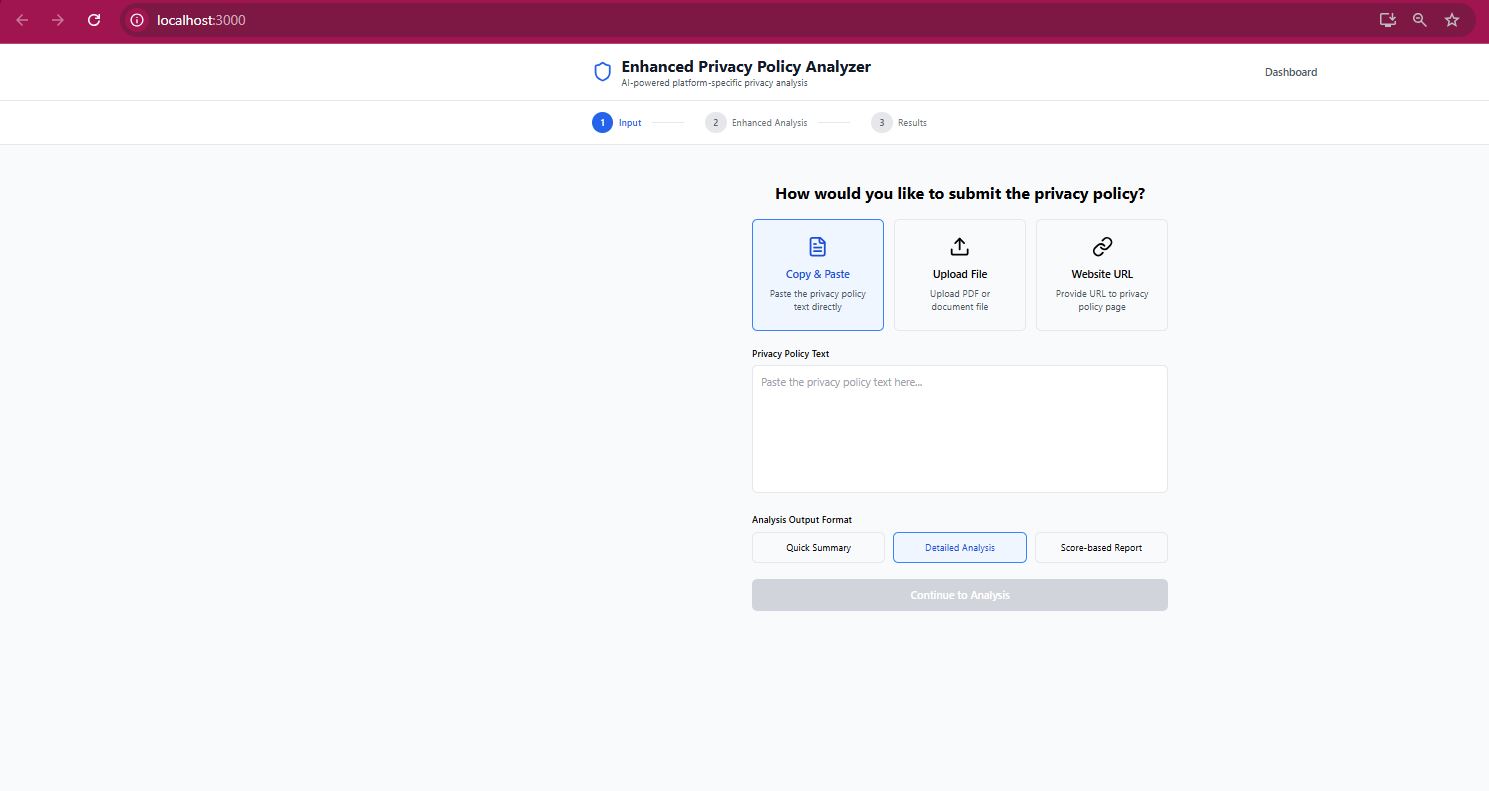 localhost:3000
Enhanced Privacy Policy Analyzer
AI-powered platform-specific privacy analysis
Dashboard
1 Input 2 Enhanced Analysis 3 Results
How would you like to submit the privacy policy?
Copy & Paste
Paste the privacy policy
text directly
Upload File
Upload PDF or
document file
Website URL
Provide URL to privacy
policy page
Privacy Policy Text
Paste the privacy policy text here...
Analysis Output Format
Quick Summary Detailed Analysis Score-based Report
Continue to Analysis